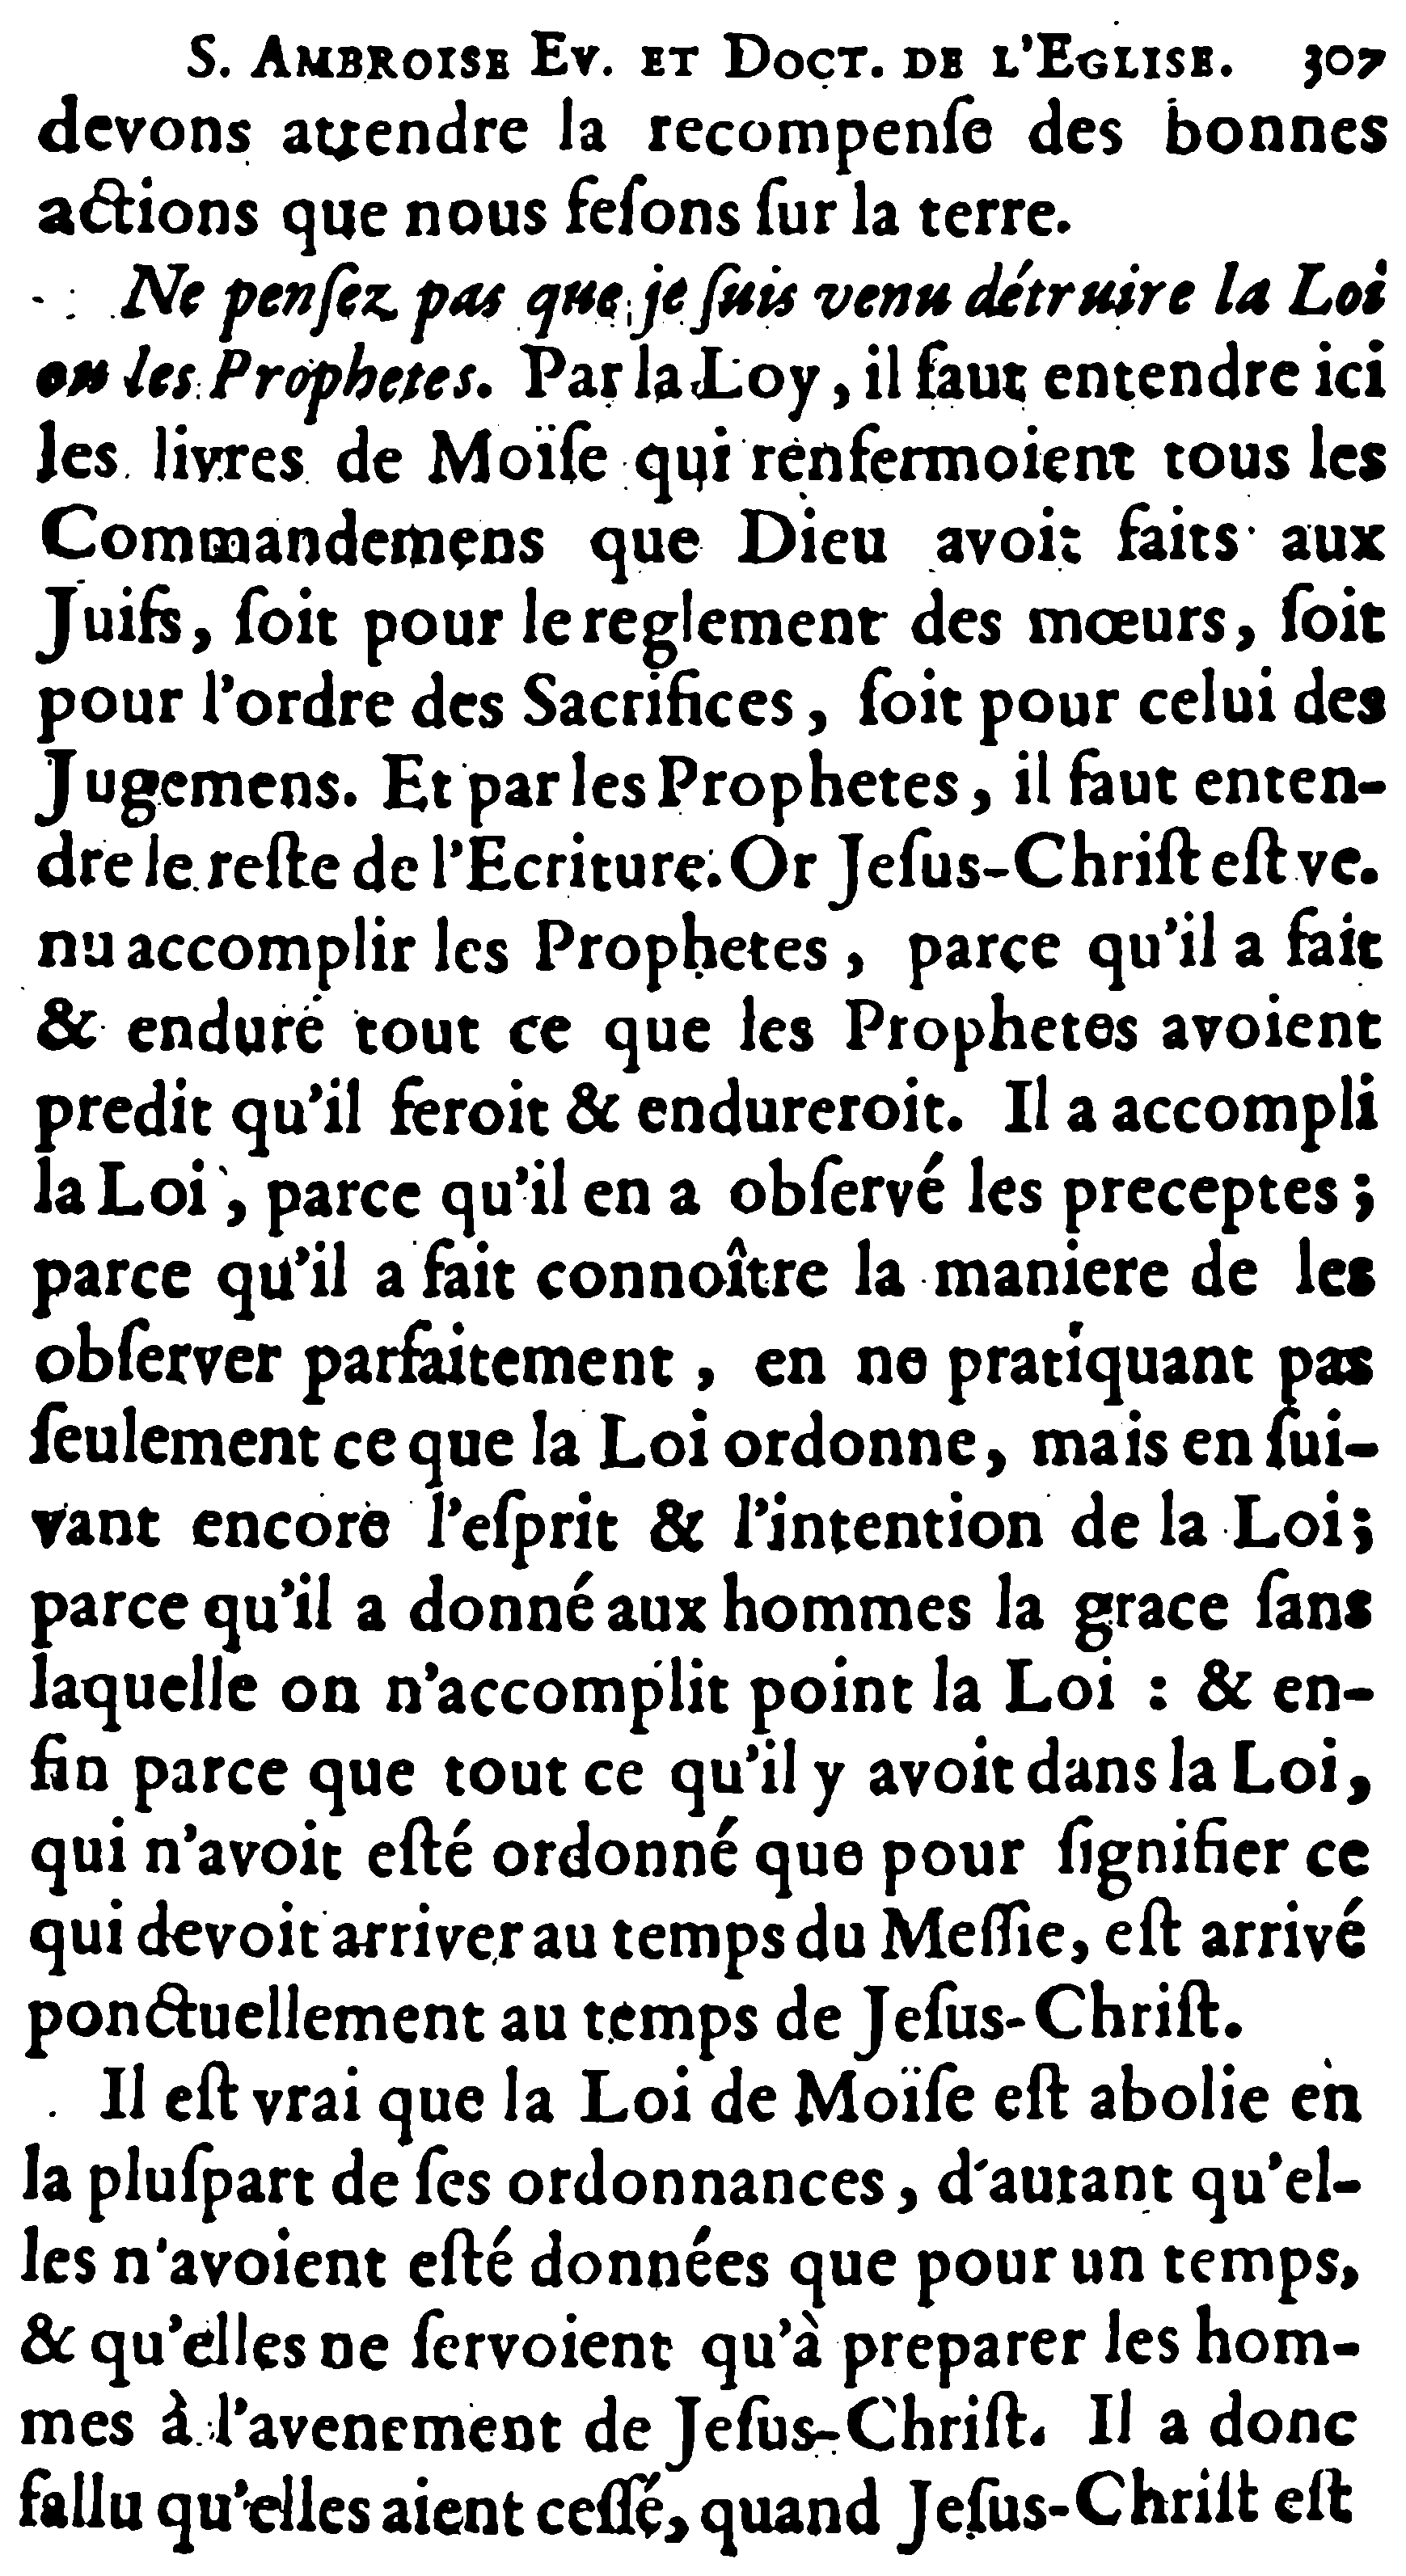 S. AMBROISE EV. ET DOCT. DE L'EGLISE. 307
devons attendre la recompenſe des bonnes
actions que nous feſons ſur la terre.
Ne penſez pas que je ſuis venu détruire la Loi
ou les Prophetes. Par la Loy, il faut entendre ici
les livres de Moïſe qui renfermoient tous les
Commandemens que Dieu avoit faits aux
Juifs, ſoit pour le reglement des mœurs, ſoit
pour l'ordre des Sacrifices, ſoit pour celui des
Jugemens. Et par les Prophetes, il faut enten-
dre le reſte de l'Ecriture. Or Jeſus-Chriſt eſt ve.
nu accomplir les Prophetes, parce qu'il a fait
& enduré tout ce que les Prophetes avoient
predit qu'il feroit & endureroit. Il a accompli
la Loi, parce qu'il en a obſervé les preceptes;
parce qu'il a fait connoître la maniere de les
obſerver parfaitement, en ne pratiquant pas
ſeulement ce que la Loi ordonne, mais en ſui-
vant encore l'eſprit & l'intention de la Loi;
parce qu'il a donné aux hommes la grace ſans
laquelle on n'accomplit point la Loi : & en-
fin parce que tout ce qu'il y avoit dans la Loi,
qui n'avoit eſté ordonné que pour ſignifier ce
qui devoit arriver au temps du Meſſie, eſt arrivé
ponctuellement au temps de Jeſus-Chriſt.
Il eſt vrai que la Loi de Moïſe eſt abolie en
la pluſpart de ſes ordonnances, d'autant qu'el-
les n'avoient eſté données que pour un temps,
& qu'elles ne ſervoient qu'à preparer les hom-
mes à l'avenement de Jeſus-Chriſt. Il a donc
fallu qu'elles aient ceſſé, quand Jeſus-Chriſt eſt